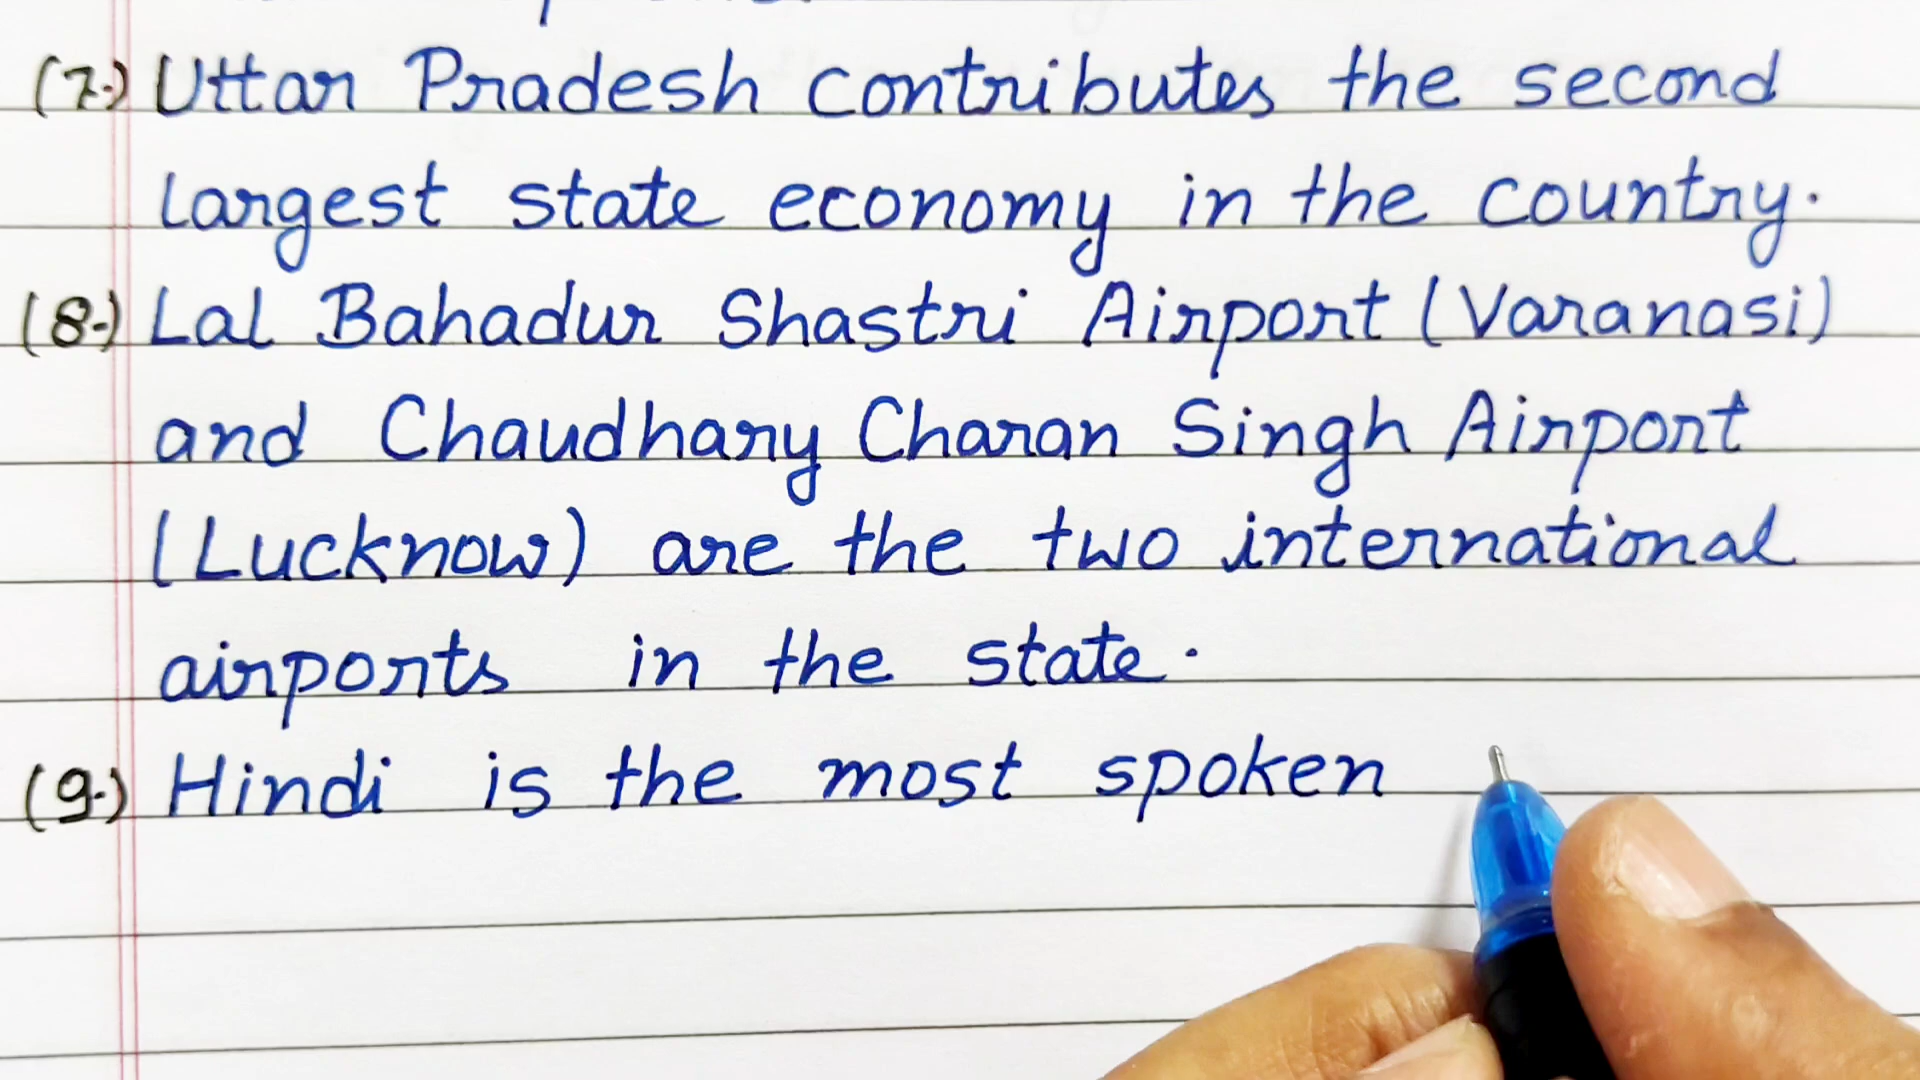 (7.) Uttar Pradesh contributes the second
largest state economy in the country.
(8.) Lal Bahadur Shastri Airport (Varanasi)
and Chaudhary Charan Singh Airport
(Lucknow) are the two international
airports in the state.
(9.) Hindi is the most spoken